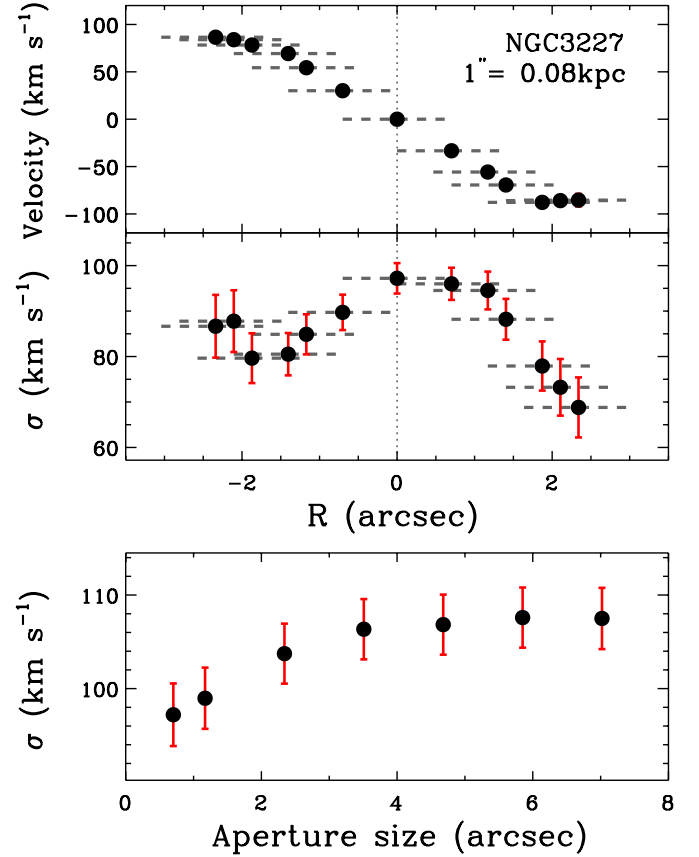 NGC3227
1"= 0.08kpc
Velocity (km s⁻¹)
100
50
0
−50
−100
σ (km s⁻¹)
100
80
60
−2 0 2
R (arcsec)
σ (km s⁻¹)
110
100
0 2 4 6 8
Aperture size (arcsec)